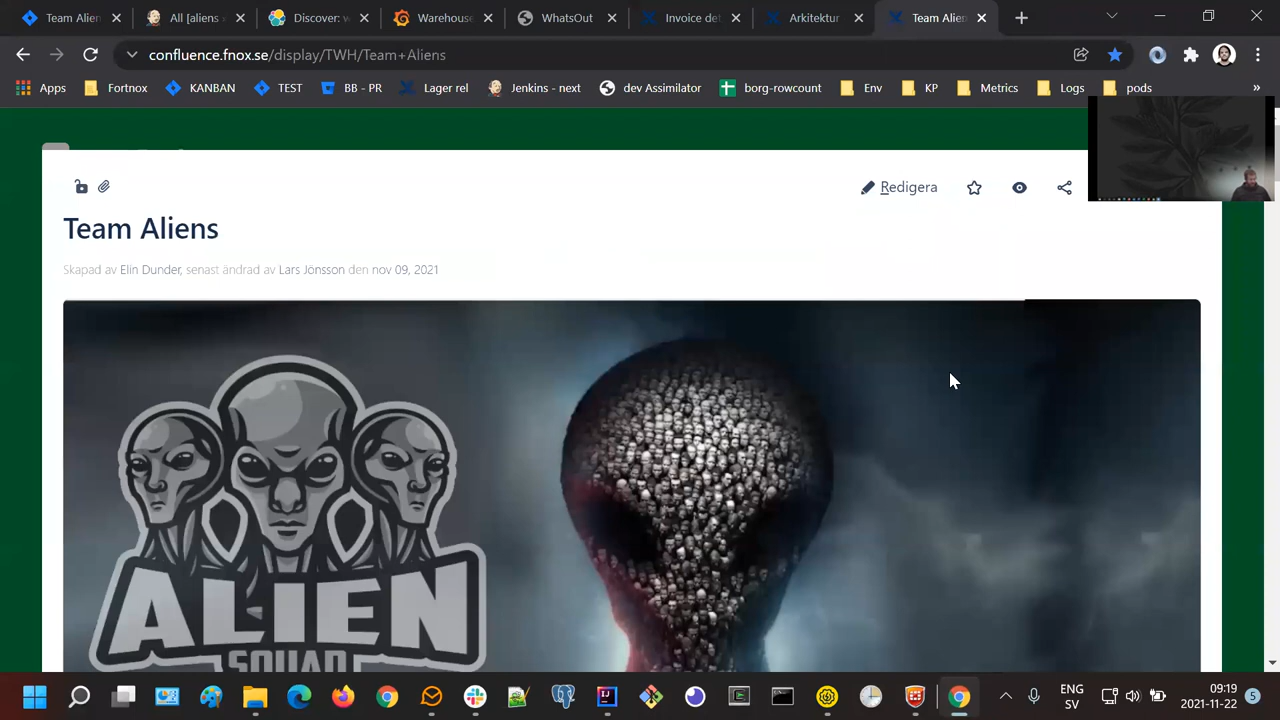 Team Alien
All [aliens
Discover: v
Warehouse
WhatsOut
Invoice det
Arkitektur
Team Alien
confluence.fnox.se/display/TWH/Team+Aliens
Apps
Fortnox
KANBAN
TEST
BB - PR
Lager rel
Jenkins - next
dev Assimilator
borg-rowcount
Env
KP
Metrics
Logs
pods
»
Redigera
Team Aliens
Skapad av Elin Dunder, senast ändrad av Lars Jönsson den nov 09, 2021
ALIEN
SQUAD
ENG
SV
09:19
2021-11-22
5